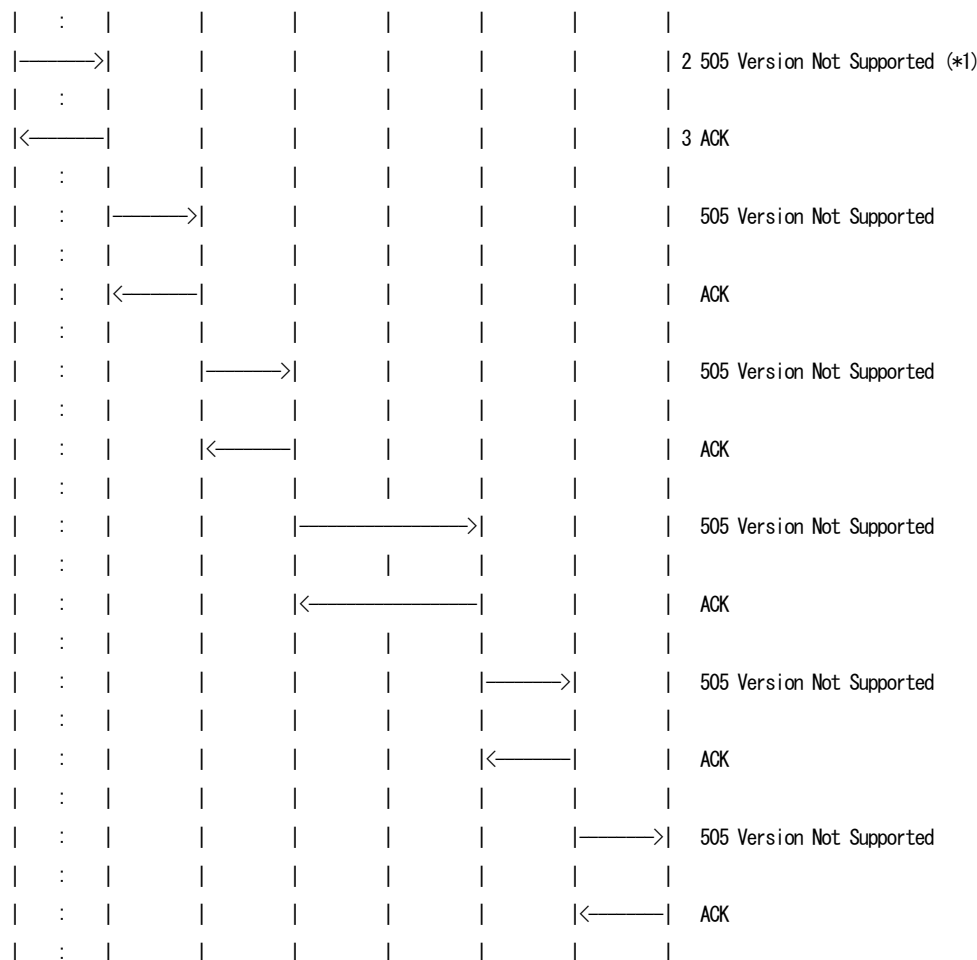 | : | | | | | | |
|------->| | | | | | | 2 505 Version Not Supported (*1)
| : | | | | | | |
|<-------| | | | | | | 3 ACK
| : | | | | | | |
| : |------->| | | | | | 505 Version Not Supported
| : | | | | | | |
| : |<-------| | | | | | ACK
| : | | | | | | |
| : | |------->| | | | | 505 Version Not Supported
| : | | | | | | |
| : | |<-------| | | | | ACK
| : | | | | | | |
| : | | |---------------->| | | 505 Version Not Supported
| : | | | | | | |
| : | | |<----------------| | | ACK
| : | | | | | | |
| : | | | | |------->| | 505 Version Not Supported
| : | | | | | | |
| : | | | | |<-------| | ACK
| : | | | | | | |
| : | | | | | |------->| 505 Version Not Supported
| : | | | | | | |
| : | | | | | |<-------| ACK
| : | | | | | | |